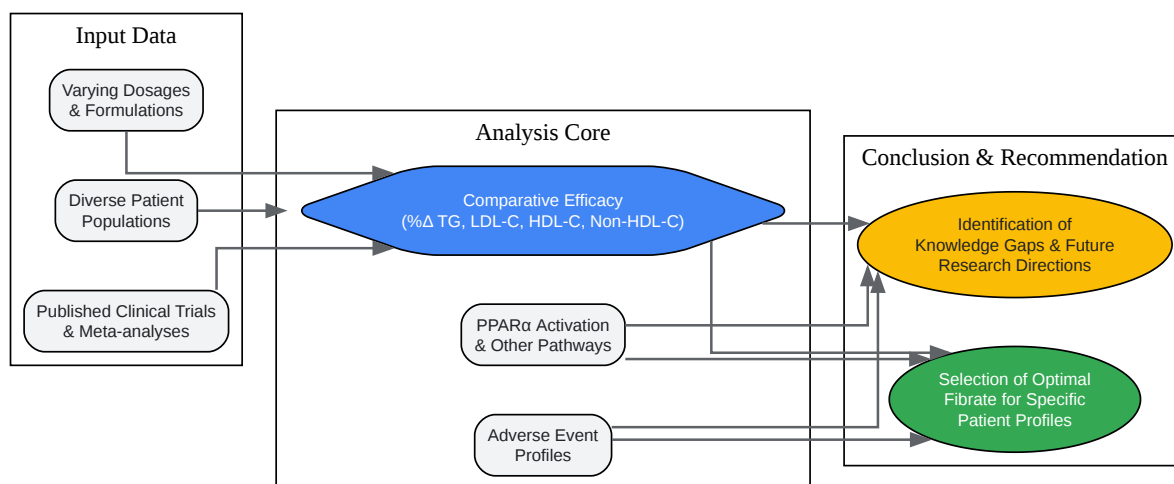 Input Data
Varying Dosages
& Formulations
Diverse Patient
Populations
Published Clinical Trials
& Meta-analyses
Analysis Core
Comparative Efficacy
(%Δ TG, LDL-C, HDL-C, Non-HDL-C)
PPARα Activation
& Other Pathways
Adverse Event
Profiles
Conclusion & Recommendation
Identification of
Knowledge Gaps & Future
Research Directions
Selection of Optimal
Fibrate for Specific
Patient Profiles